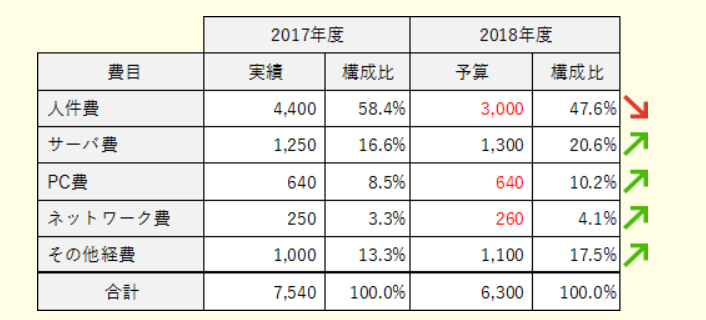 2017年度 2018年度
費目 実績 構成比 予算 構成比
人件費 4,400 58.4% 3,000 47.6%
サーバ費 1,250 16.6% 1,300 20.6%
PC費 640 8.5% 640 10.2%
ネットワーク費 250 3.3% 260 4.1%
その他経費 1,000 13.3% 1,100 17.5%
合計 7,540 100.0% 6,300 100.0%